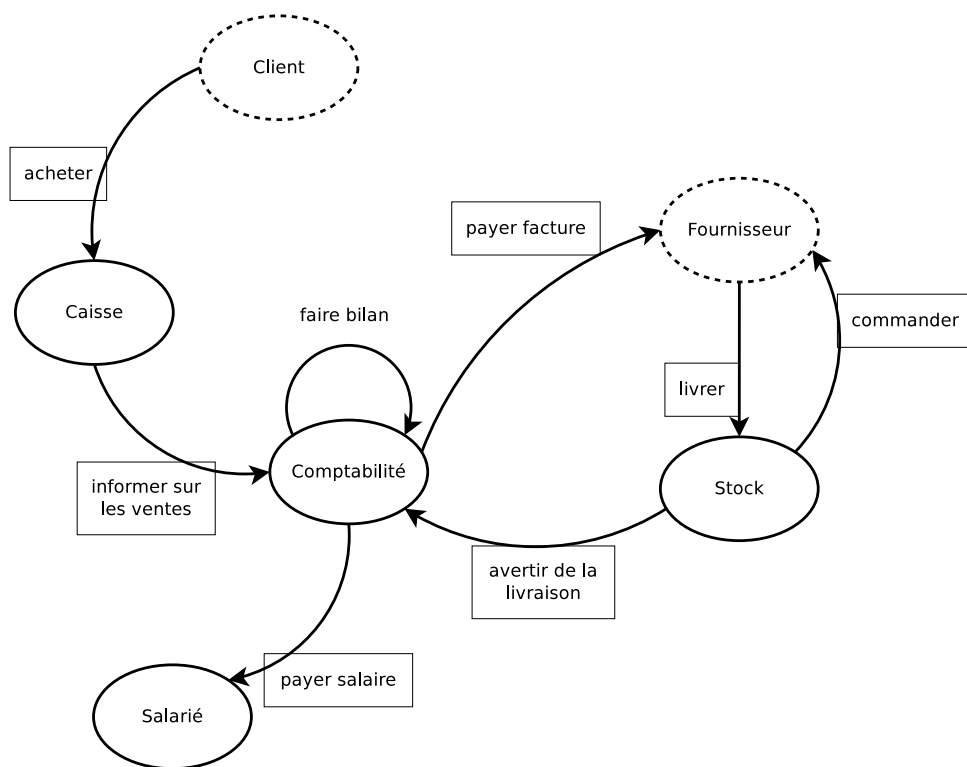 Client
acheter
payer facture
Fournisseur
Caisse
faire bilan
commander
livrer
Comptabilité
Stock
informer sur
les ventes
avertir de la
livraison
payer salaire
Salarié